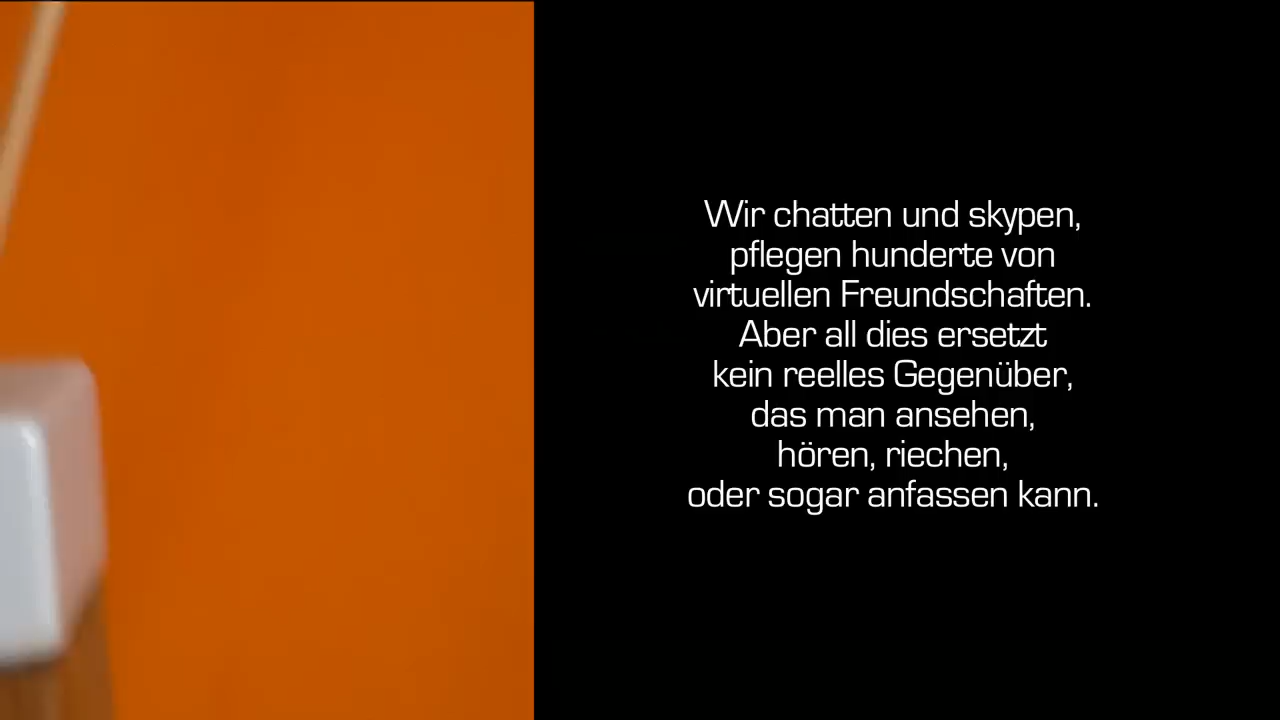 Wir chatten und skypen,
pflegen hunderte von
virtuellen Freundschaften.
Aber all dies ersetzt
kein reelles Gegenüber,
das man ansehen,
hören, riechen,
oder sogar anfassen kann.